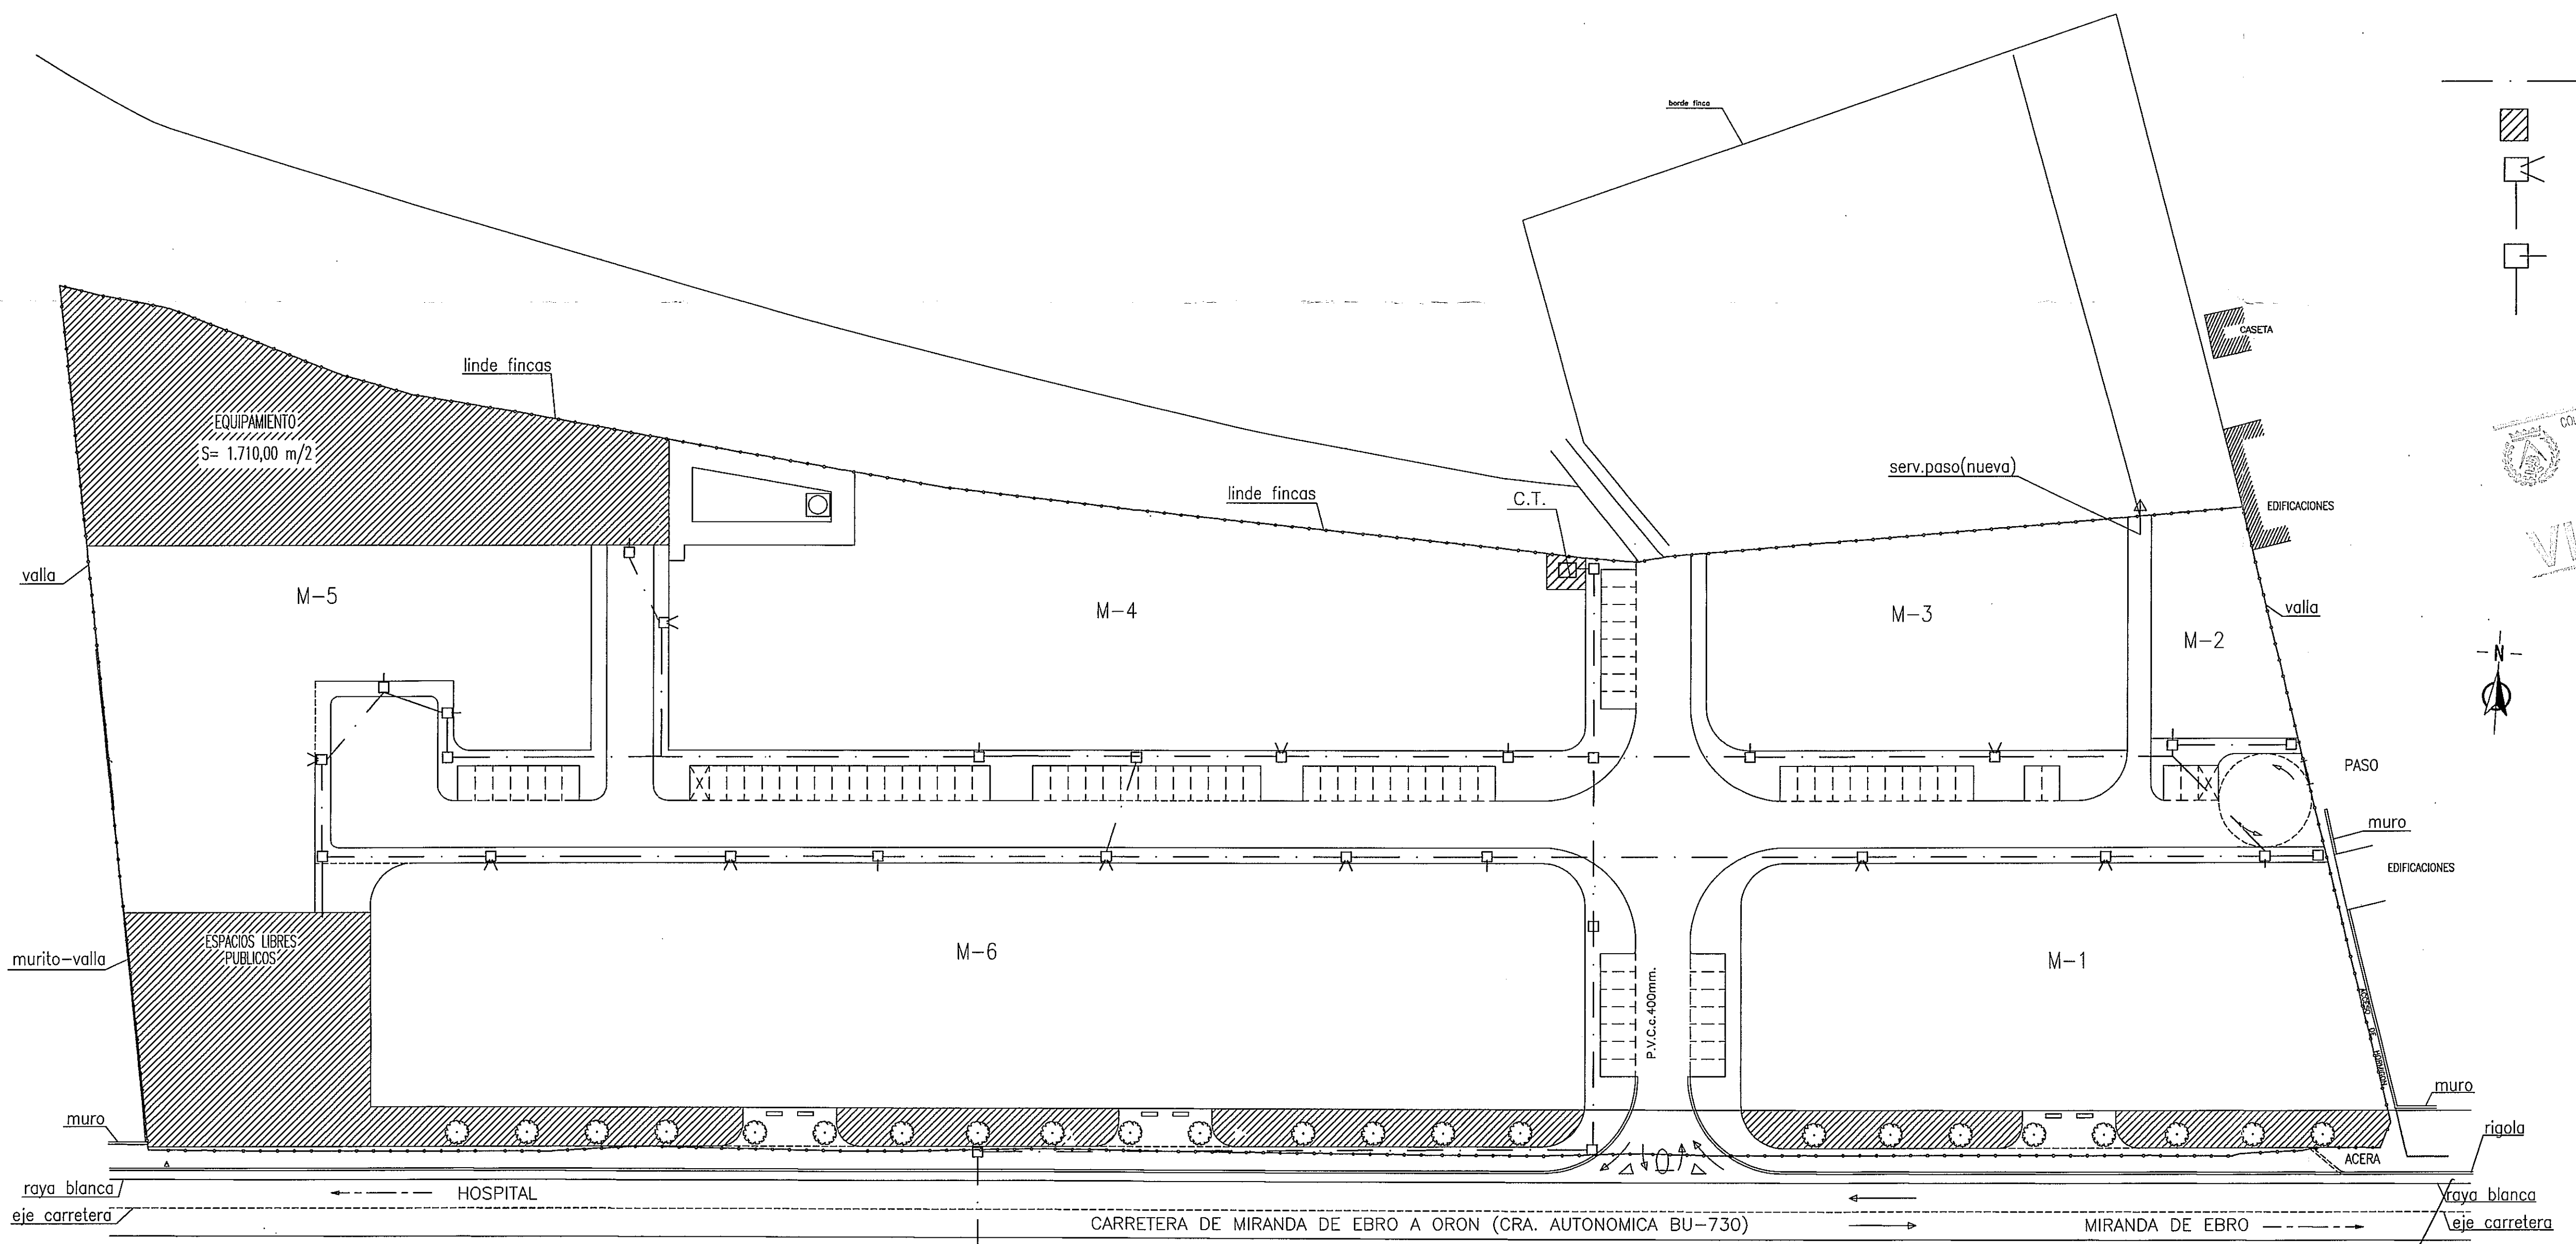 borde finca
CASETA
linde fincas
EQUIPAMIENTO
S= 1.710,00 m/2
serv.paso(nueva)
linde fincas
C.T.
EDIFICACIONES
valla
M-5
M-4
M-3
valla
M-2
-N-
PASO
muro
EDIFICACIONES
ESPACIOS LIBRES
PUBLICOS
murito-valla
M-6
M-1
P.V.C.c.400mm.
muro
muro
rigola
ACERA
raya blanca
HOSPITAL
raya blanca
eje carretera
CARRETERA DE MIRANDA DE EBRO A ORON (CRA. AUTONOMICA BU-730)
MIRANDA DE EBRO
eje carretera